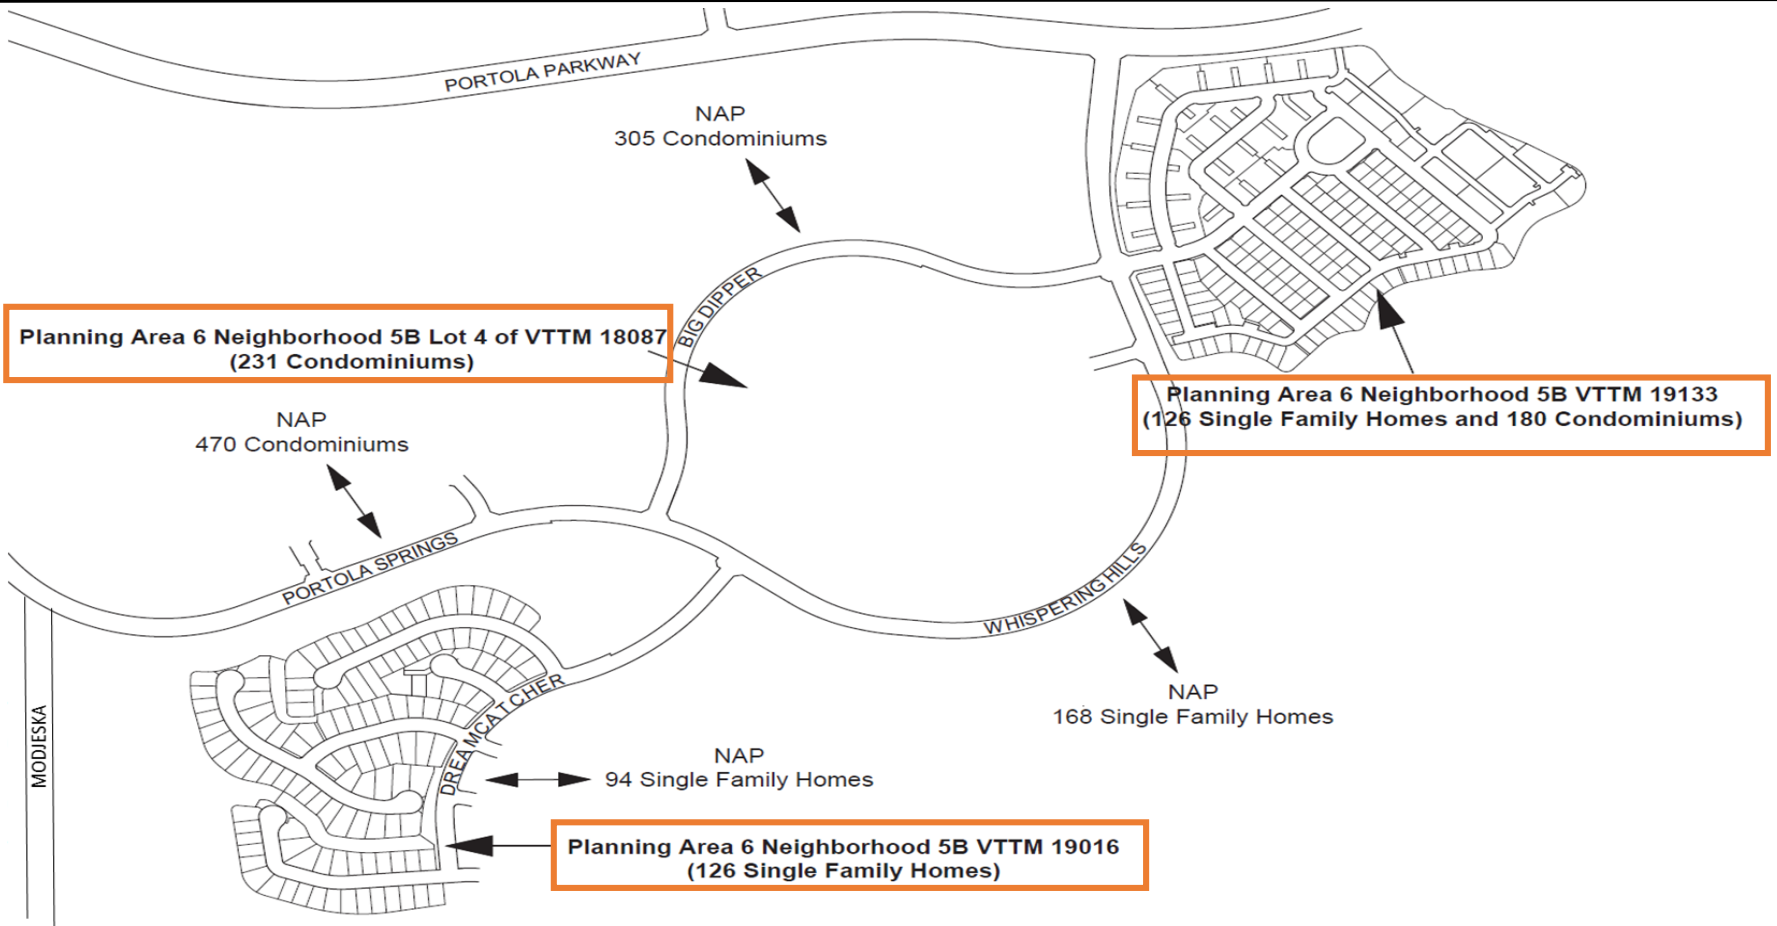 PORTOLA PARKWAY
NAP
305 Condominiums
BIG DIPPER
Planning Area 6 Neighborhood 5B Lot 4 of VTTM 18087
(231 Condominiums)
Planning Area 6 Neighborhood 5B VTTM 19133
(126 Single Family Homes and 180 Condominiums)
NAP
470 Condominiums
PORTOLA SPRINGS
WHISPERING HILLS
NAP
168 Single Family Homes
DREAMCATCHER
MODJESKA
NAP
94 Single Family Homes
Planning Area 6 Neighborhood 5B VTTM 19016
(126 Single Family Homes)